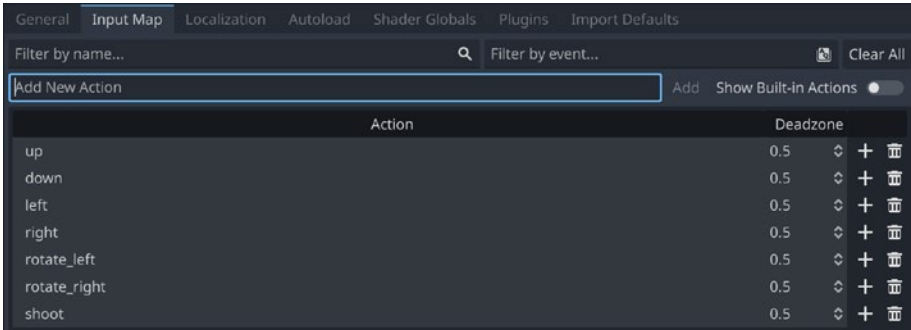 General Input Map Localization Autoload Shader Globals Plugins Import Defaults
Filter by name... Filter by event... Clear All
Add New Action Add Show Built-in Actions
Action Deadzone
up 0.5
down 0.5
left 0.5
right 0.5
rotate_left 0.5
rotate_right 0.5
shoot 0.5